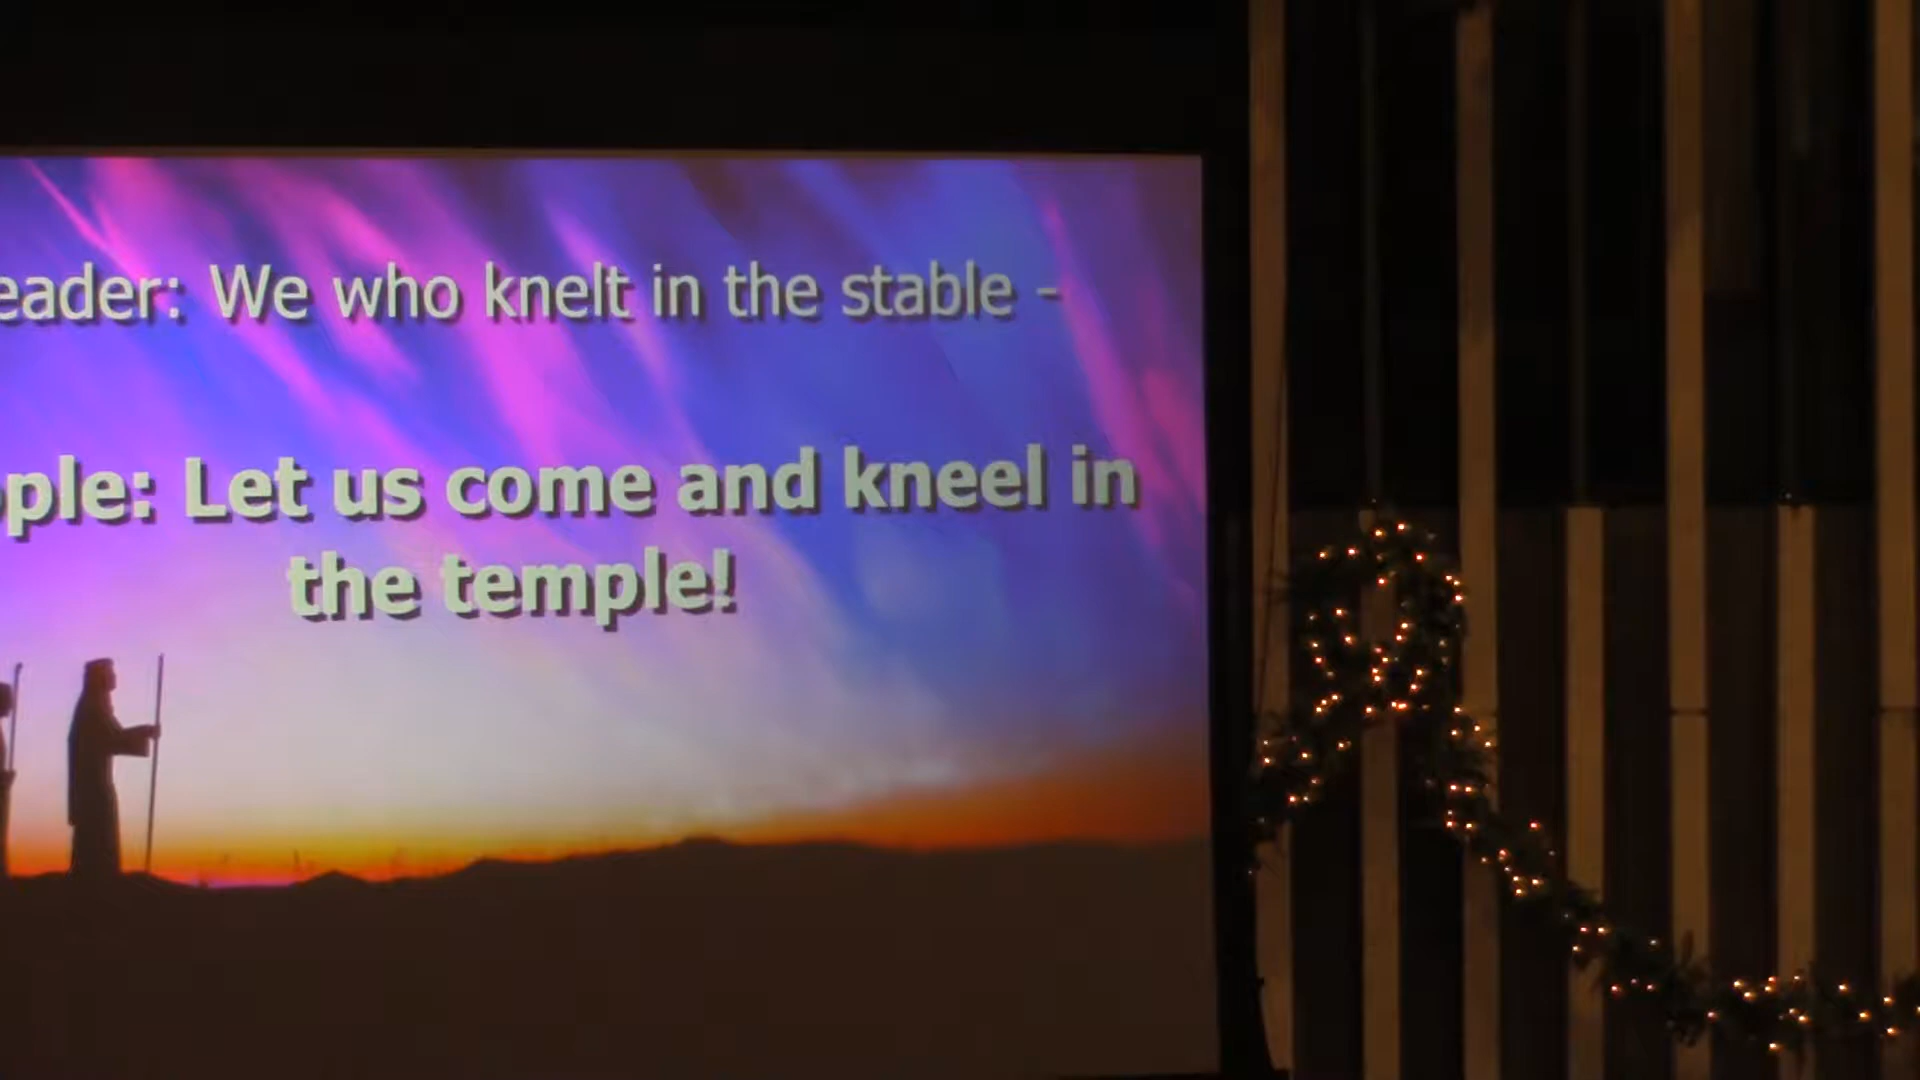 eader: We who knelt in the stable -
ple: Let us come and kneel in
the temple!